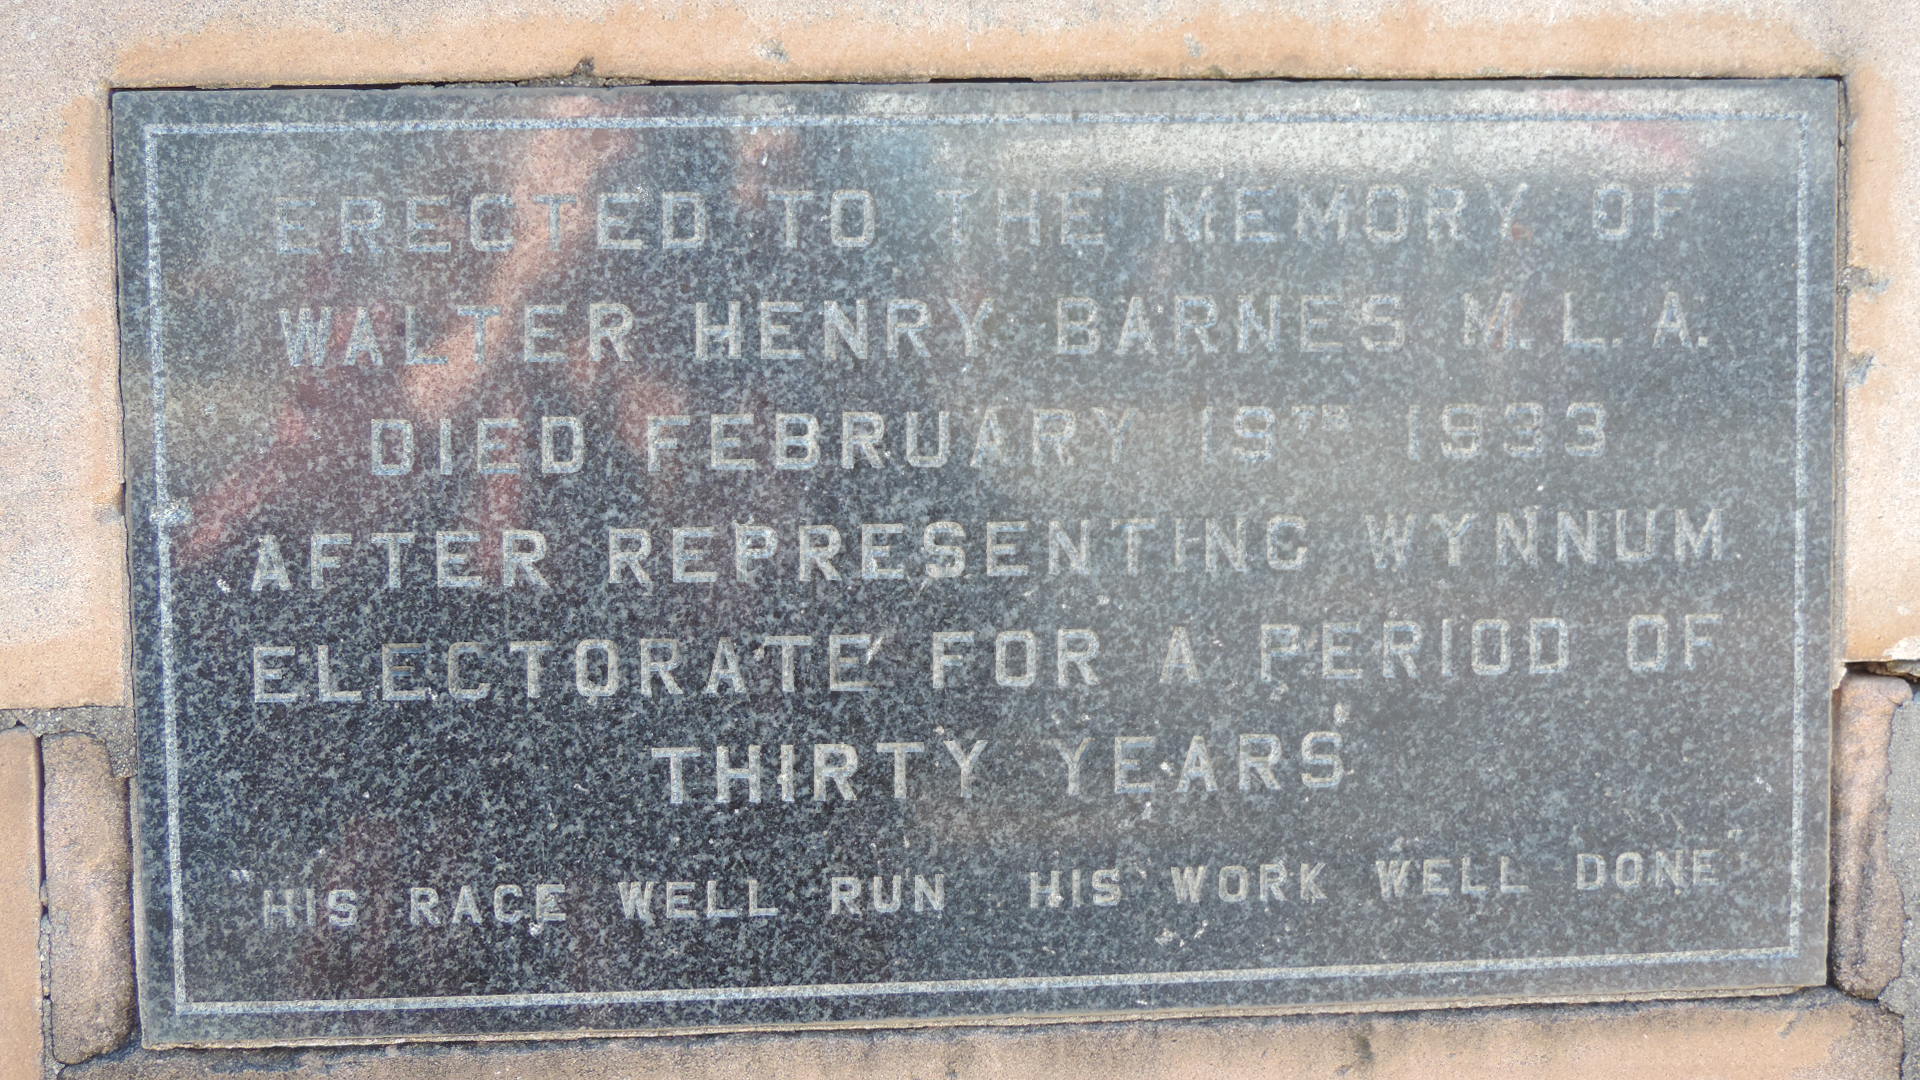 ERECTED TO THE MEMORY OF
WALTER HENRY BARNES M.L.A.
DIED FEBRUARY 19TH 1933
AFTER REPRESENTING WYNNUM
ELECTORATE FOR A PERIOD OF
THIRTY YEARS
"HIS RACE WELL RUN HIS WORK WELL DONE"